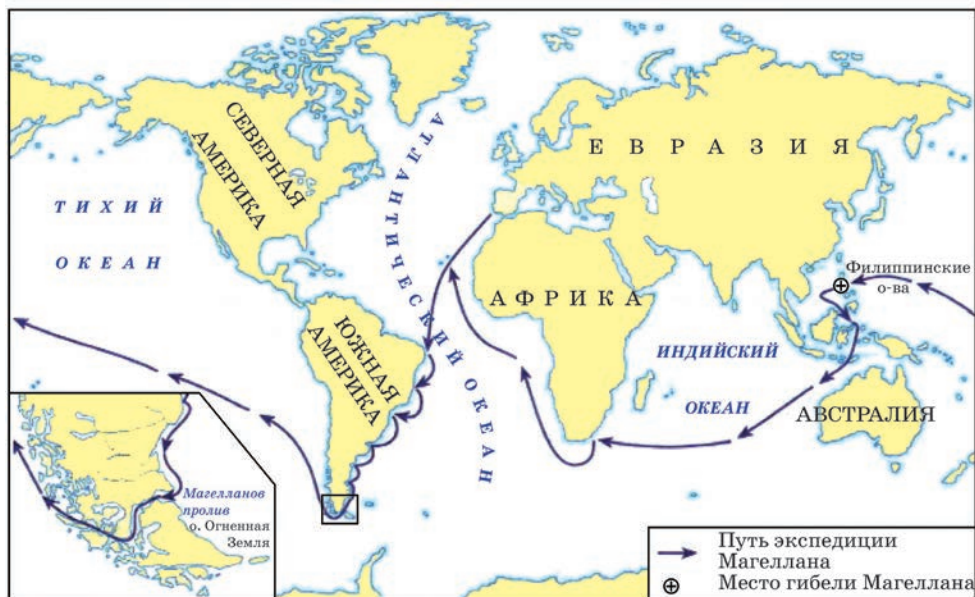 СЕВЕРНАЯ
АМЕРИКА
ТИХИЙ
ОКЕАН
АТЛАНТИЧЕСКИЙ ОКЕАН
ЕВРАЗИЯ
АФРИКА
Филиппинские
о-ва
ЮЖНАЯ
АМЕРИКА
ИНДИЙСКИЙ
ОКЕАН
АВСТРАЛИЯ
Магелланов
пролив
о. Огненная
Земля
Путь экспедиции
Магеллана
Место гибели Магеллана